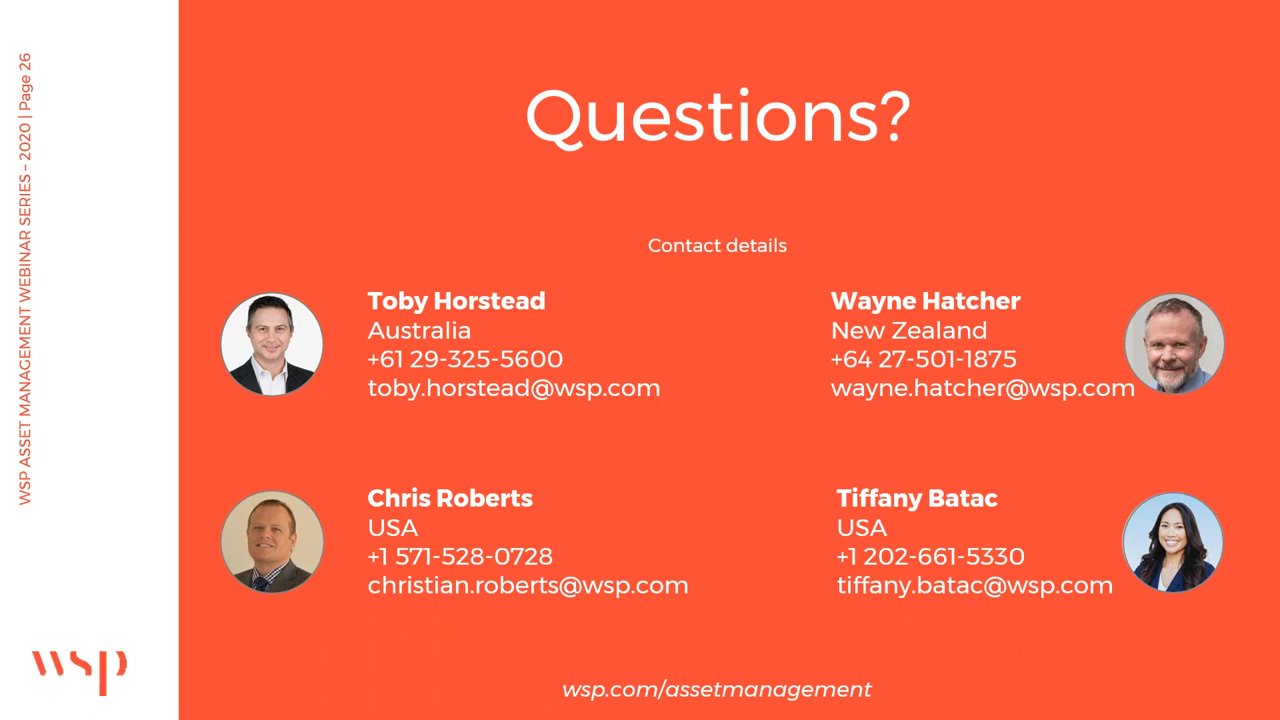 WSP ASSET MANAGEMENT WEBINAR SERIES – 2020 | Page 26
Questions?
Contact details
Toby Horstead
Australia
+61 29-325-5600
toby.horstead@wsp.com
Wayne Hatcher
New Zealand
+64 27-501-1875
wayne.hatcher@wsp.com
Chris Roberts
USA
+1 571-528-0728
christian.roberts@wsp.com
Tiffany Batac
USA
+1 202-661-5330
tiffany.batac@wsp.com
wsp
wsp.com/assetmanagement